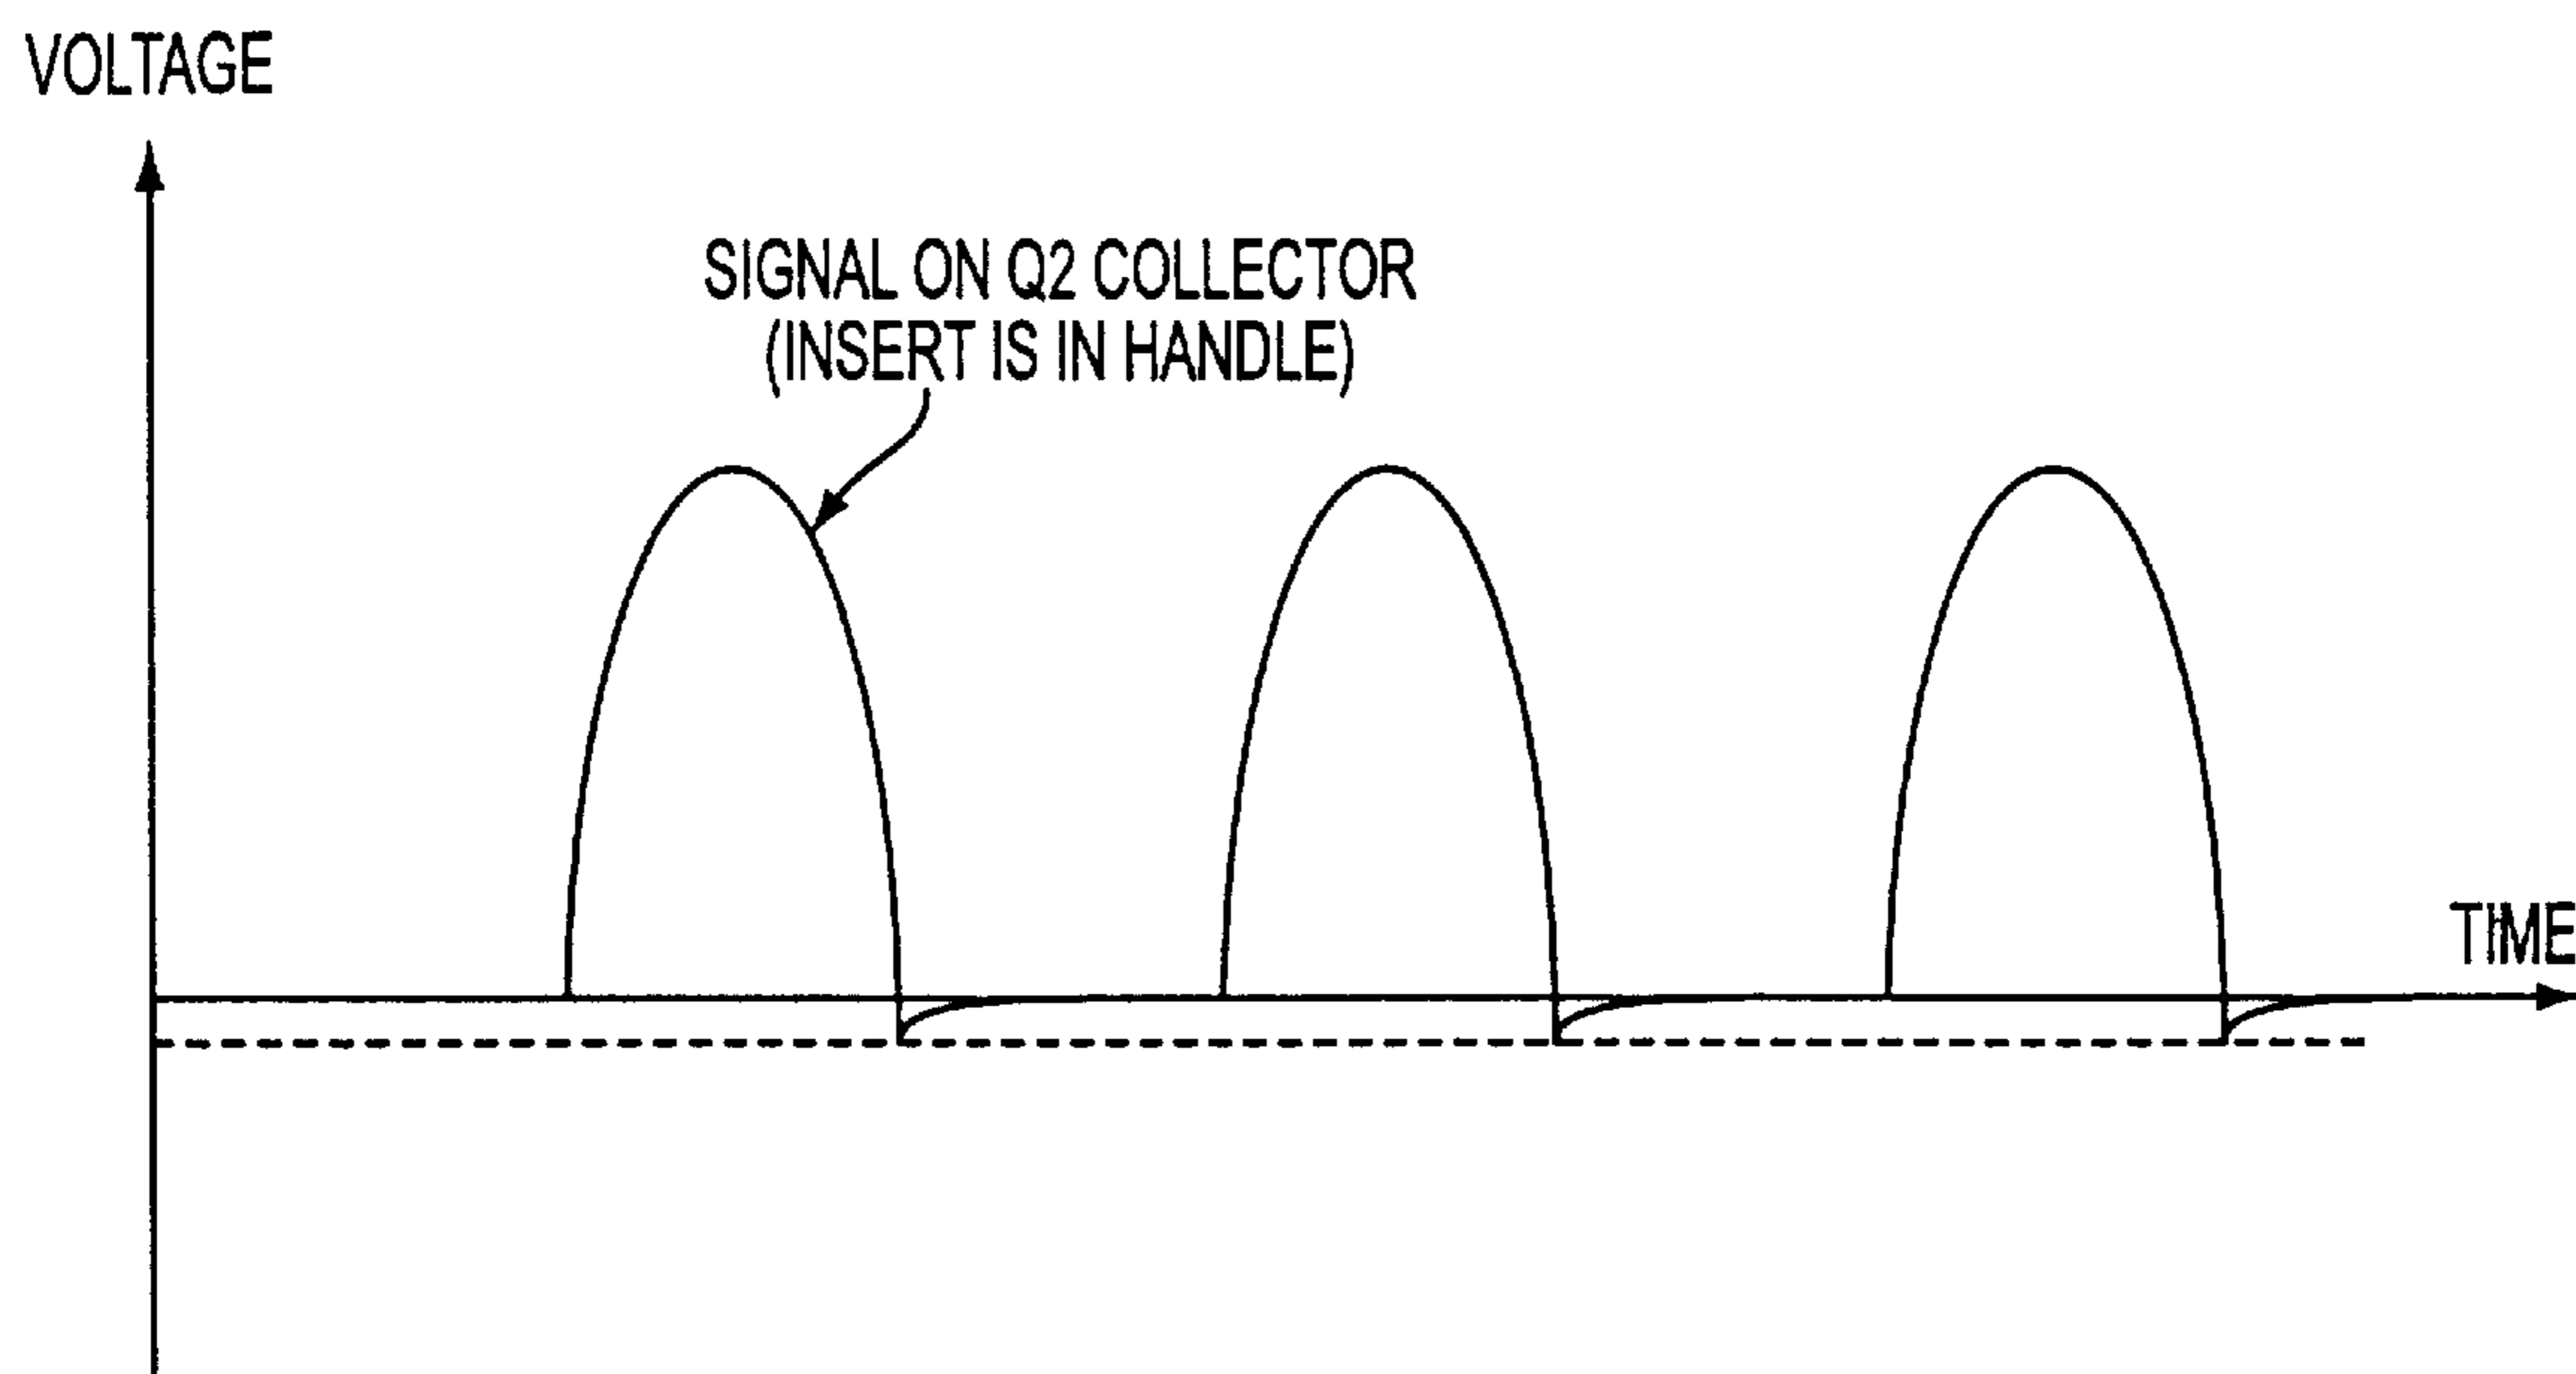 VOLTAGE
SIGNAL ON Q2 COLLECTOR
(INSERT IS IN HANDLE)
TIME